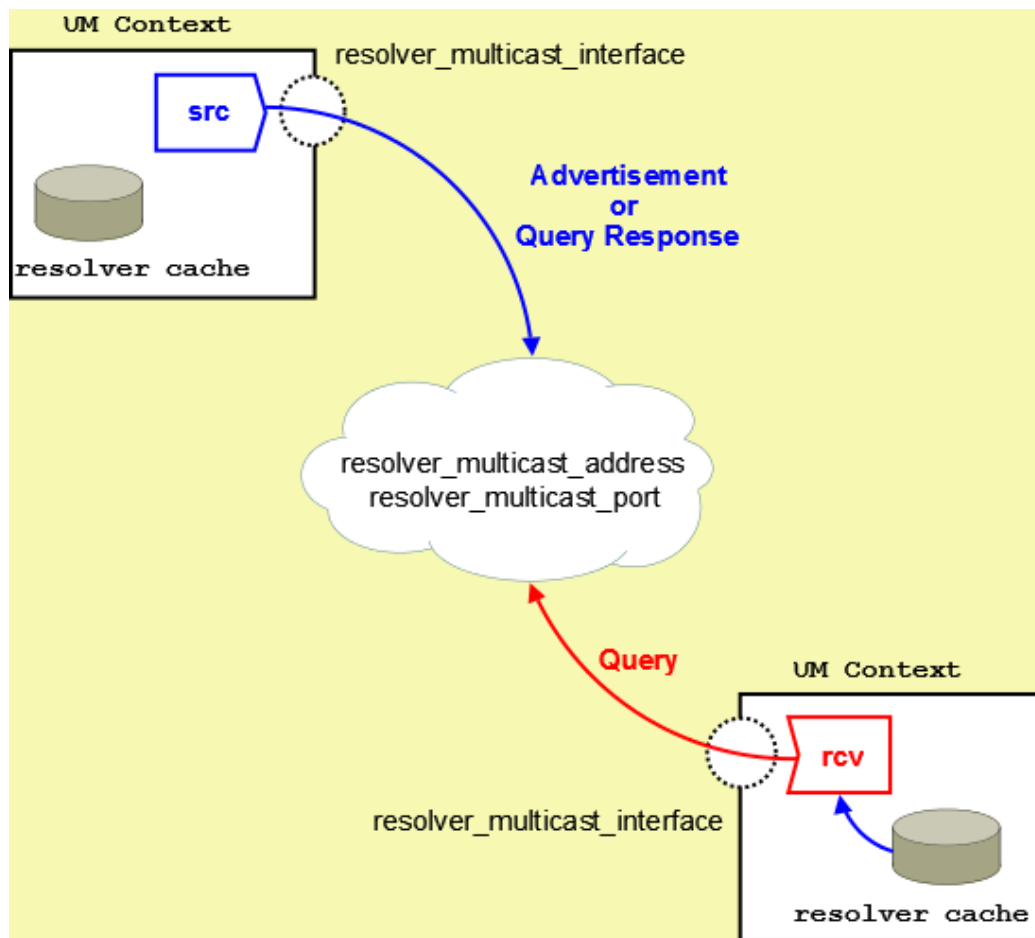 UM Context
resolver_multicast_interface
src
Advertisement
or
Query Response
resolver cache
resolver_multicast_address
resolver_multicast_port
Query
UM Context
rcv
resolver_multicast_interface
resolver cache